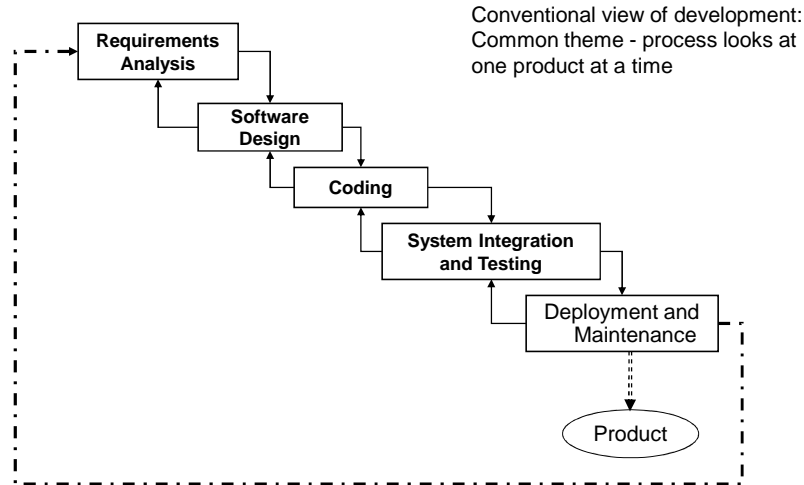 Conventional view of development:
Common theme - process looks at
one product at a time
Requirements
Analysis
Software
Design
Coding
System Integration
and Testing
Deployment and
Maintenance
Product